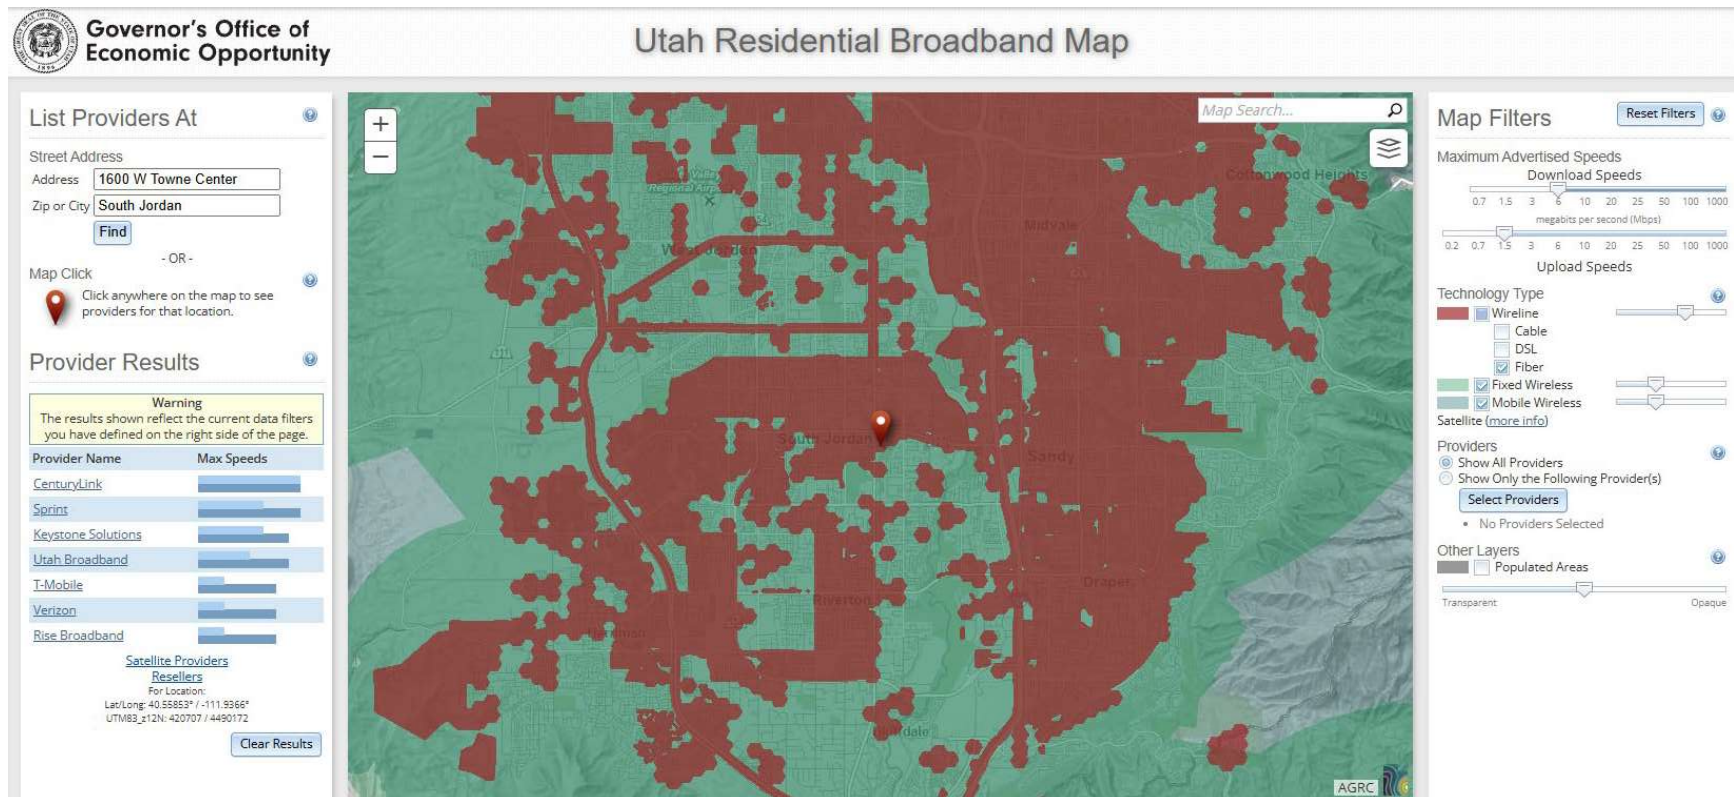 Governor's Office of
Economic Opportunity
Utah Residential Broadband Map
List Providers At
Street Address
Address 1600 W Towne Center
Zip or City South Jordan
Find
- OR -
Map Click
Click anywhere on the map to see
providers for that location.
Provider Results
Warning
The results shown reflect the current data filters
you have defined on the right side of the page.
Provider Name Max Speeds
CenturyLink
Sprint
Keystone Solutions
Utah Broadband
T-Mobile
Verizon
Rise Broadband
Satellite Providers
Resellers
For Location:
Lat/Long: 40.55853° / -111.9366°
UTM83_z12N: 420707 / 4490172
Clear Results
+
−
Map Search...
Valley
Regional Airp
Cottonwood Heights
Midvale
West Jordan
South Jordan
Sandy
Draper
Riverton
Herriman
AGRC
Map Filters
Reset Filters
Maximum Advertised Speeds
Download Speeds
0.7 1.5 3 6 10 20 25 50 100 1000
megabits per second (Mbps)
0.2 0.7 1.5 3 6 10 20 25 50 100 1000
Upload Speeds
Technology Type
Wireline
Cable
DSL
Fiber
Fixed Wireless
Mobile Wireless
Satellite (more info)
Providers
Show All Providers
Show Only the Following Provider(s)
Select Providers
• No Providers Selected
Other Layers
Populated Areas
Transparent Opaque